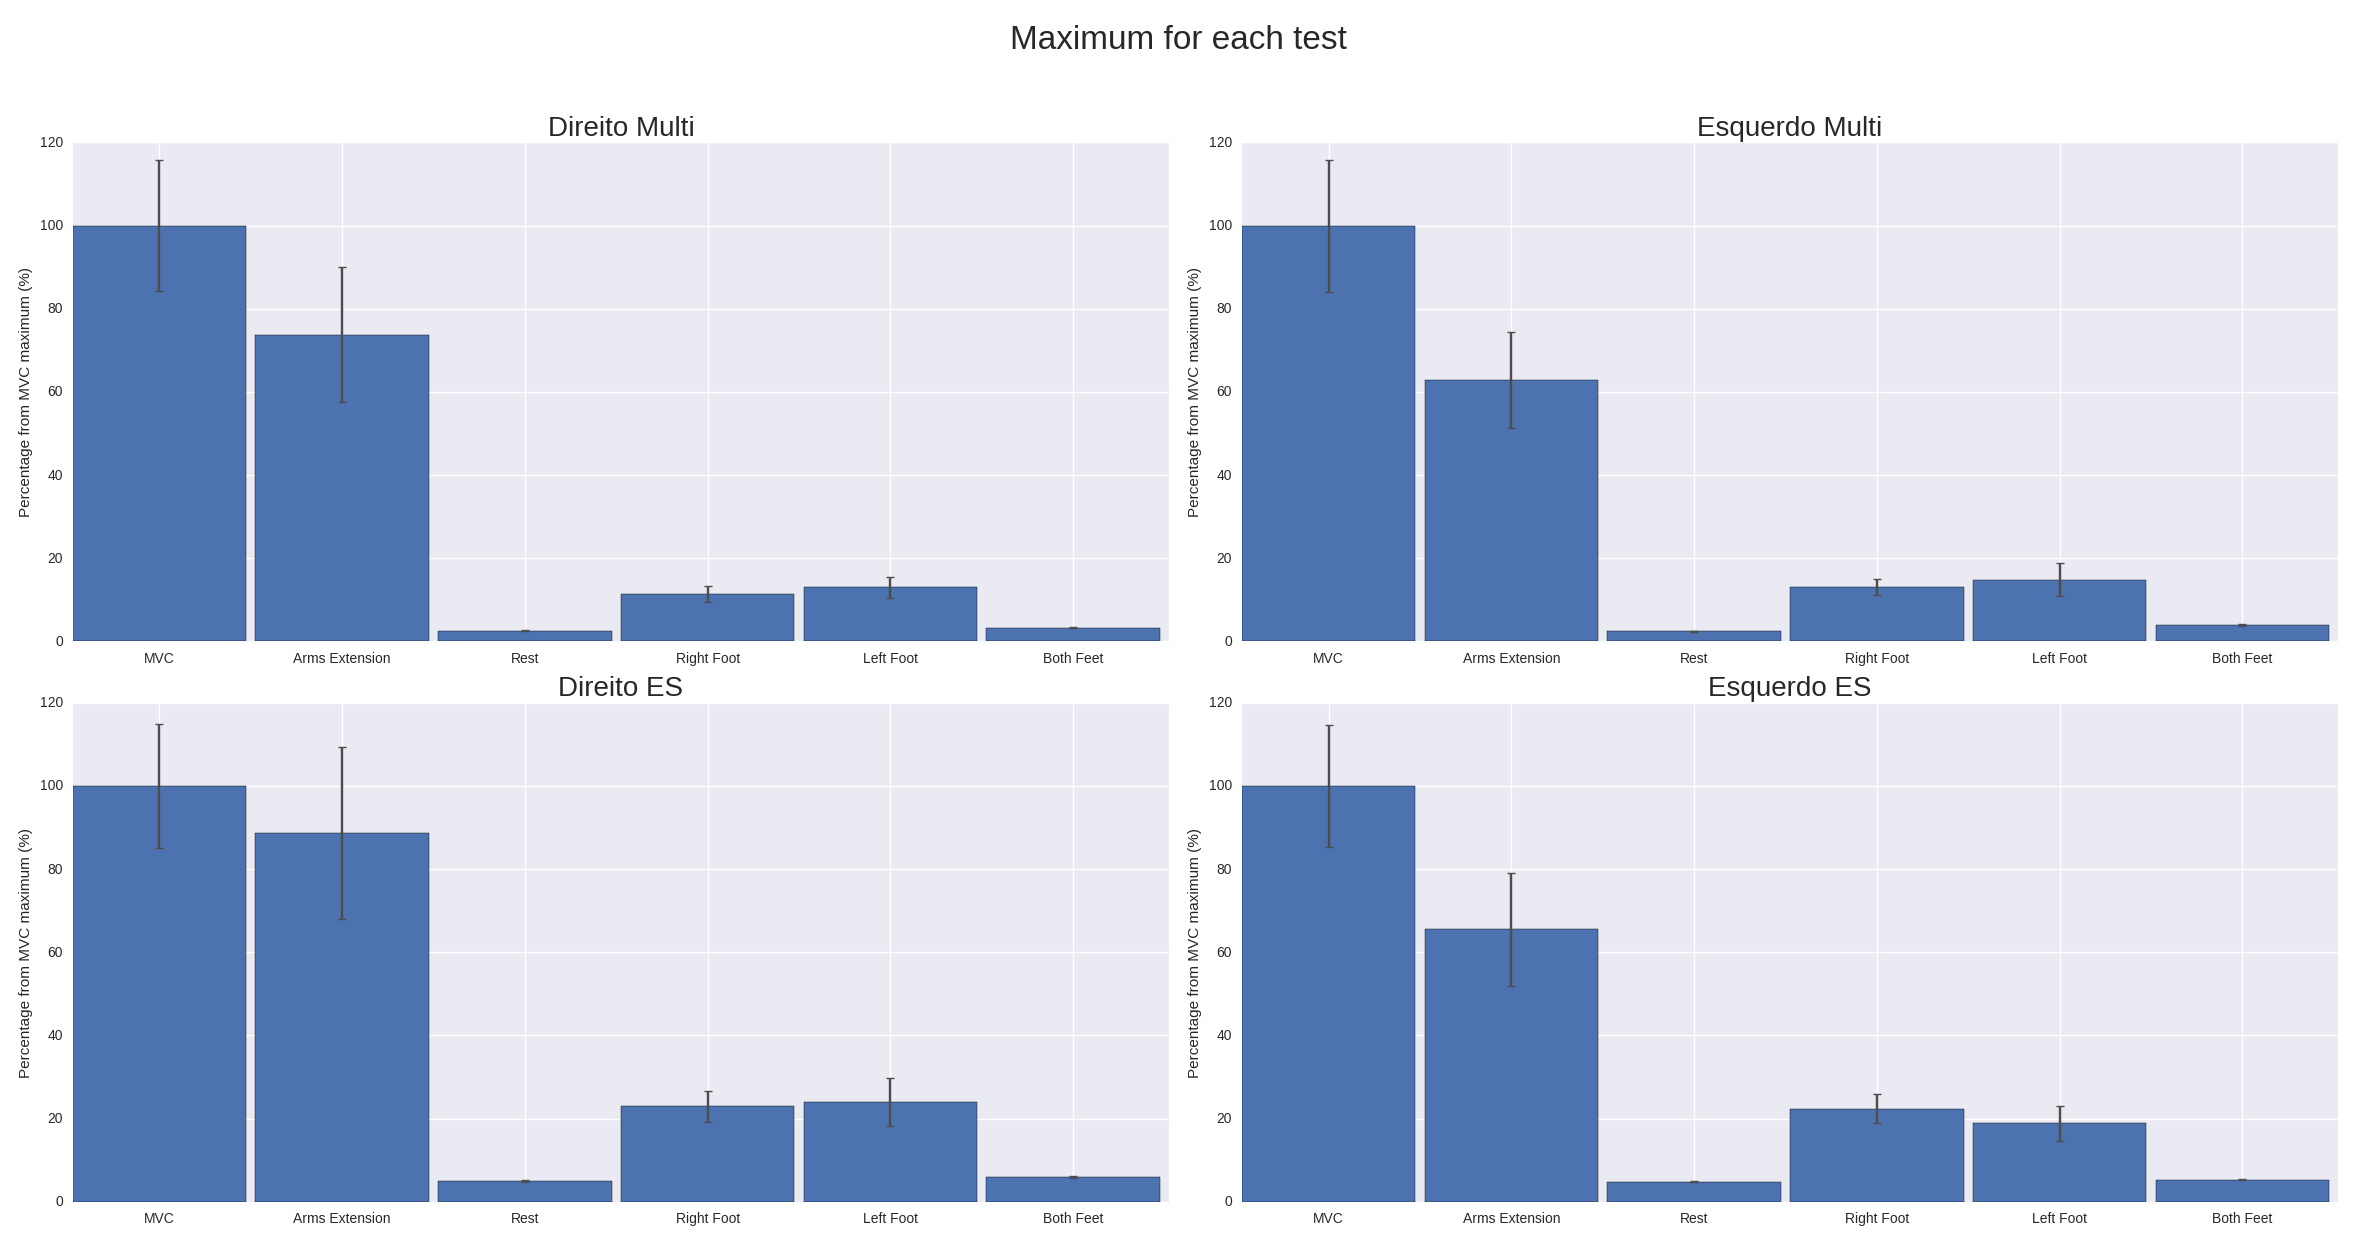 Maximum for each test
Direito Multi
Percentage from MVC maximum (%)
120
100
80
60
40
20
0
MVC Arms Extension Rest Right Foot Left Foot Both Feet
Esquerdo Multi
Percentage from MVC maximum (%)
120
100
80
60
40
20
0
MVC Arms Extension Rest Right Foot Left Foot Both Feet
Direito ES
Percentage from MVC maximum (%)
120
100
80
60
40
20
0
MVC Arms Extension Rest Right Foot Left Foot Both Feet
Esquerdo ES
Percentage from MVC maximum (%)
120
100
80
60
40
20
0
MVC Arms Extension Rest Right Foot Left Foot Both Feet